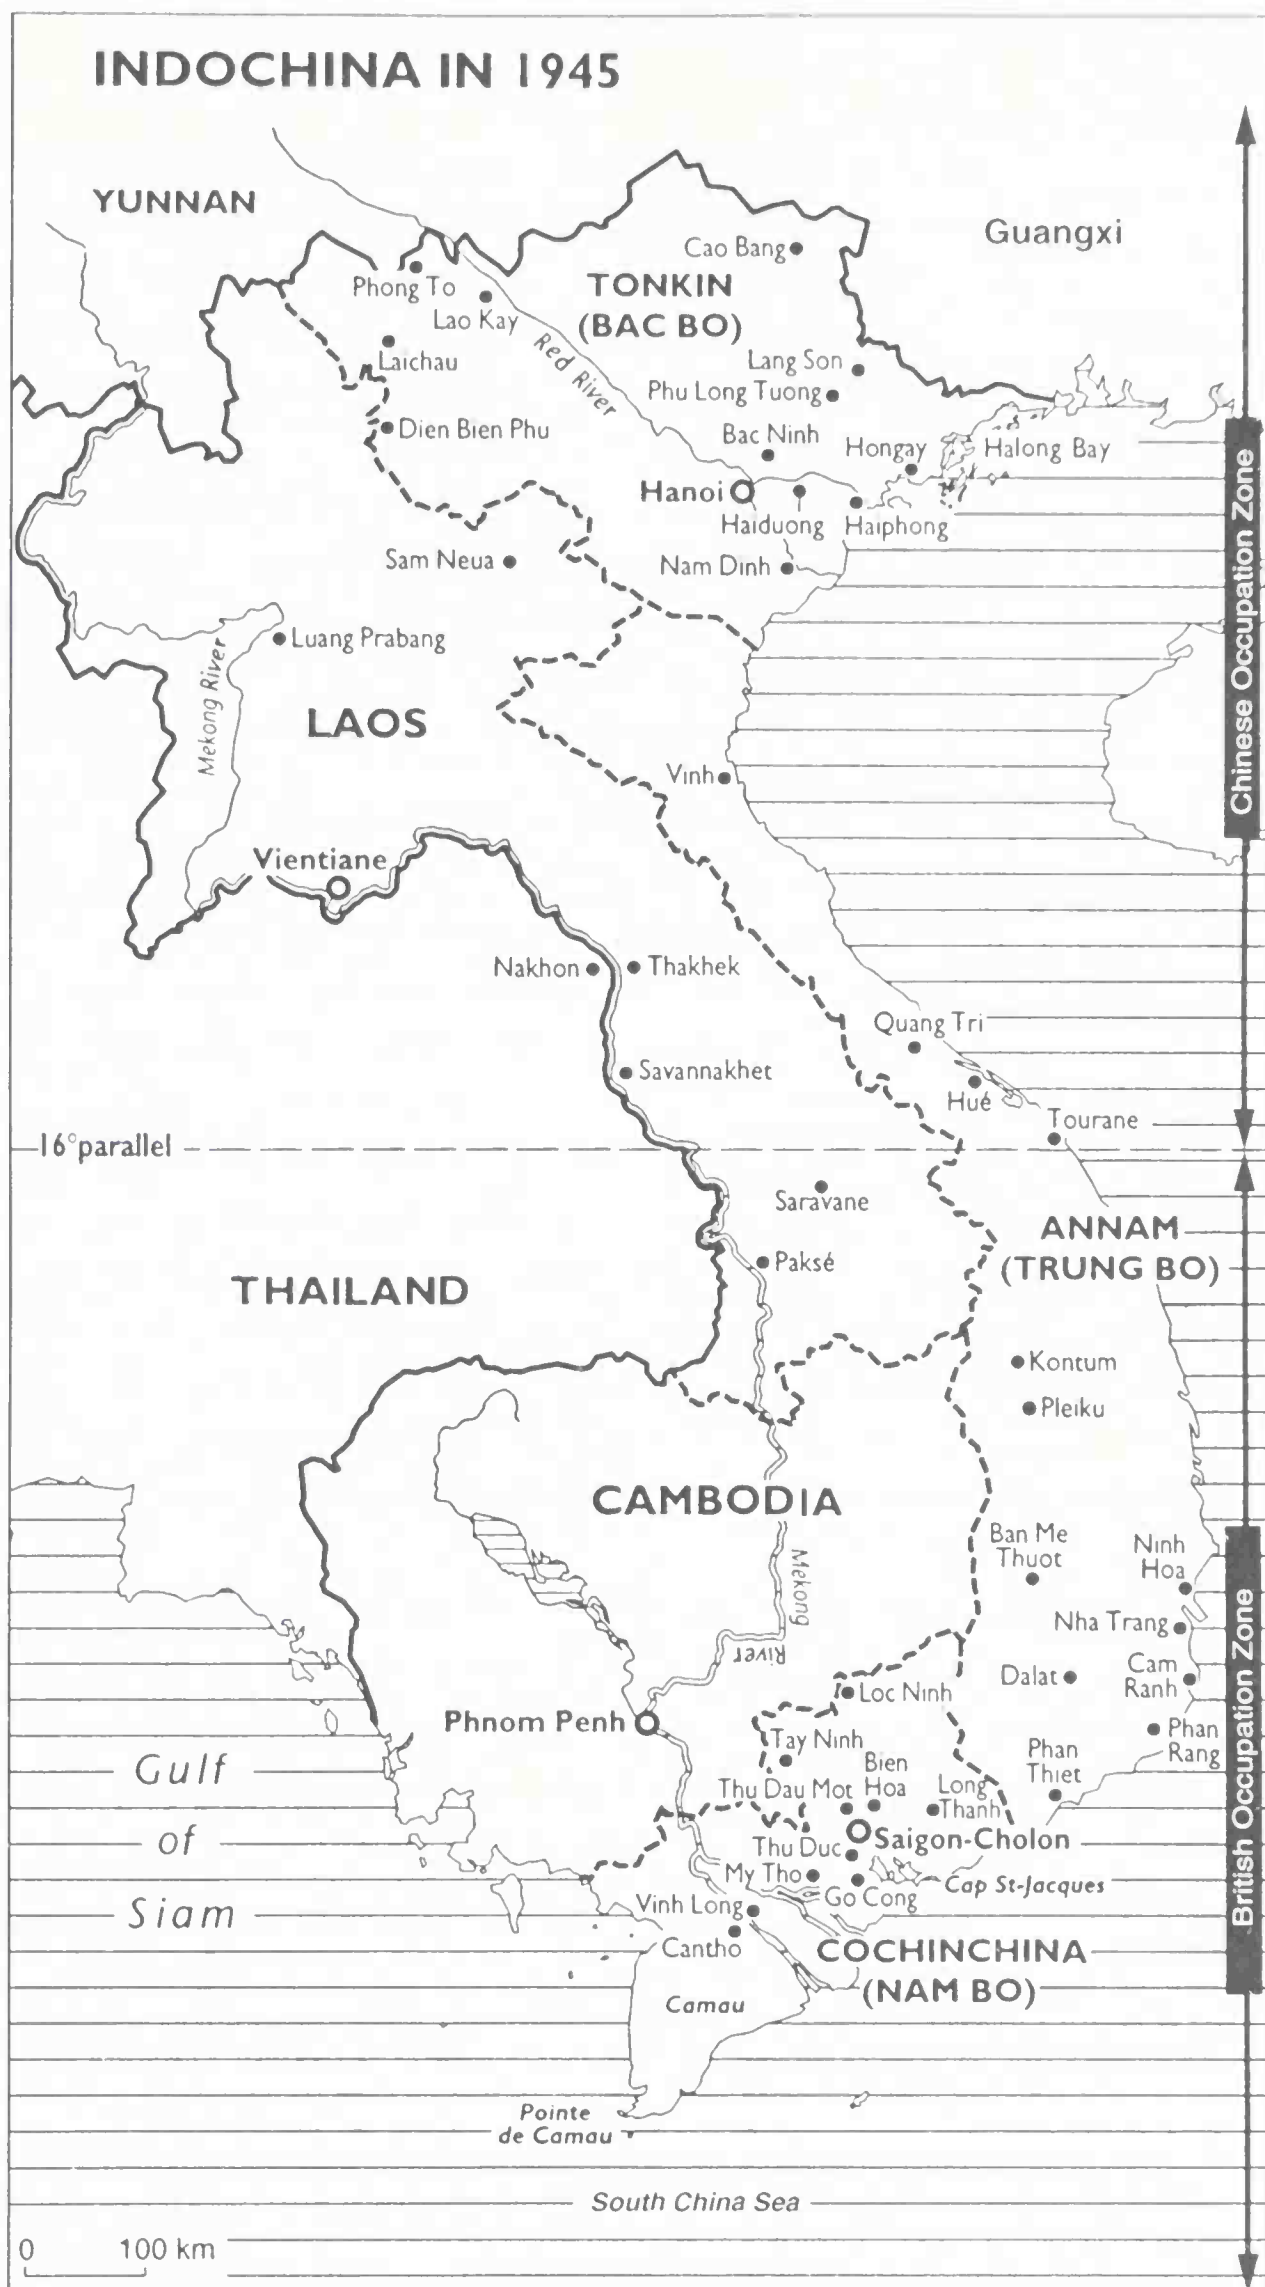 INDOCHINA IN 1945
YUNNAN
Guangxi
Cao Bang
TONKIN
(BAC BO)
Phong To
Lao Kay
Red River
Laichau
Lang Son
Phu Long Tuong
Dien Bien Phu
Bac Ninh
Hongay
Halong Bay
Hanoi
Haiduong
Haiphong
Sam Neua
Nam Dinh
Chinese Occupation Zone
Luang Prabang
Mekong River
LAOS
Vinh
Vientiane
Nakhon
Thakhek
Quang Tri
Savannakhet
Hué
Tourane
16° parallel
Saravane
ANNAM
(TRUNG BO)
Paksé
THAILAND
Kontum
Pleiku
CAMBODIA
Ban Me
Thuot
Ninh
Hoa
Mekong
River
Nha Trang
Dalat
Cam
Ranh
Loc Ninh
Phnom Penh
Phan
Rang
Tay Ninh
Bien
Hoa
Phan
Thiet
Thu Dau Mot
Long
Thanh
British Occupation Zone
Gulf
of
Siam
Saigon-Cholon
Thu Duc
My Tho
Cap St-Jacques
Go Cong
Vinh Long
Cantho
COCHINCHINA
(NAM BO)
Camau
Pointe
de Camau
South China Sea
0 100 km